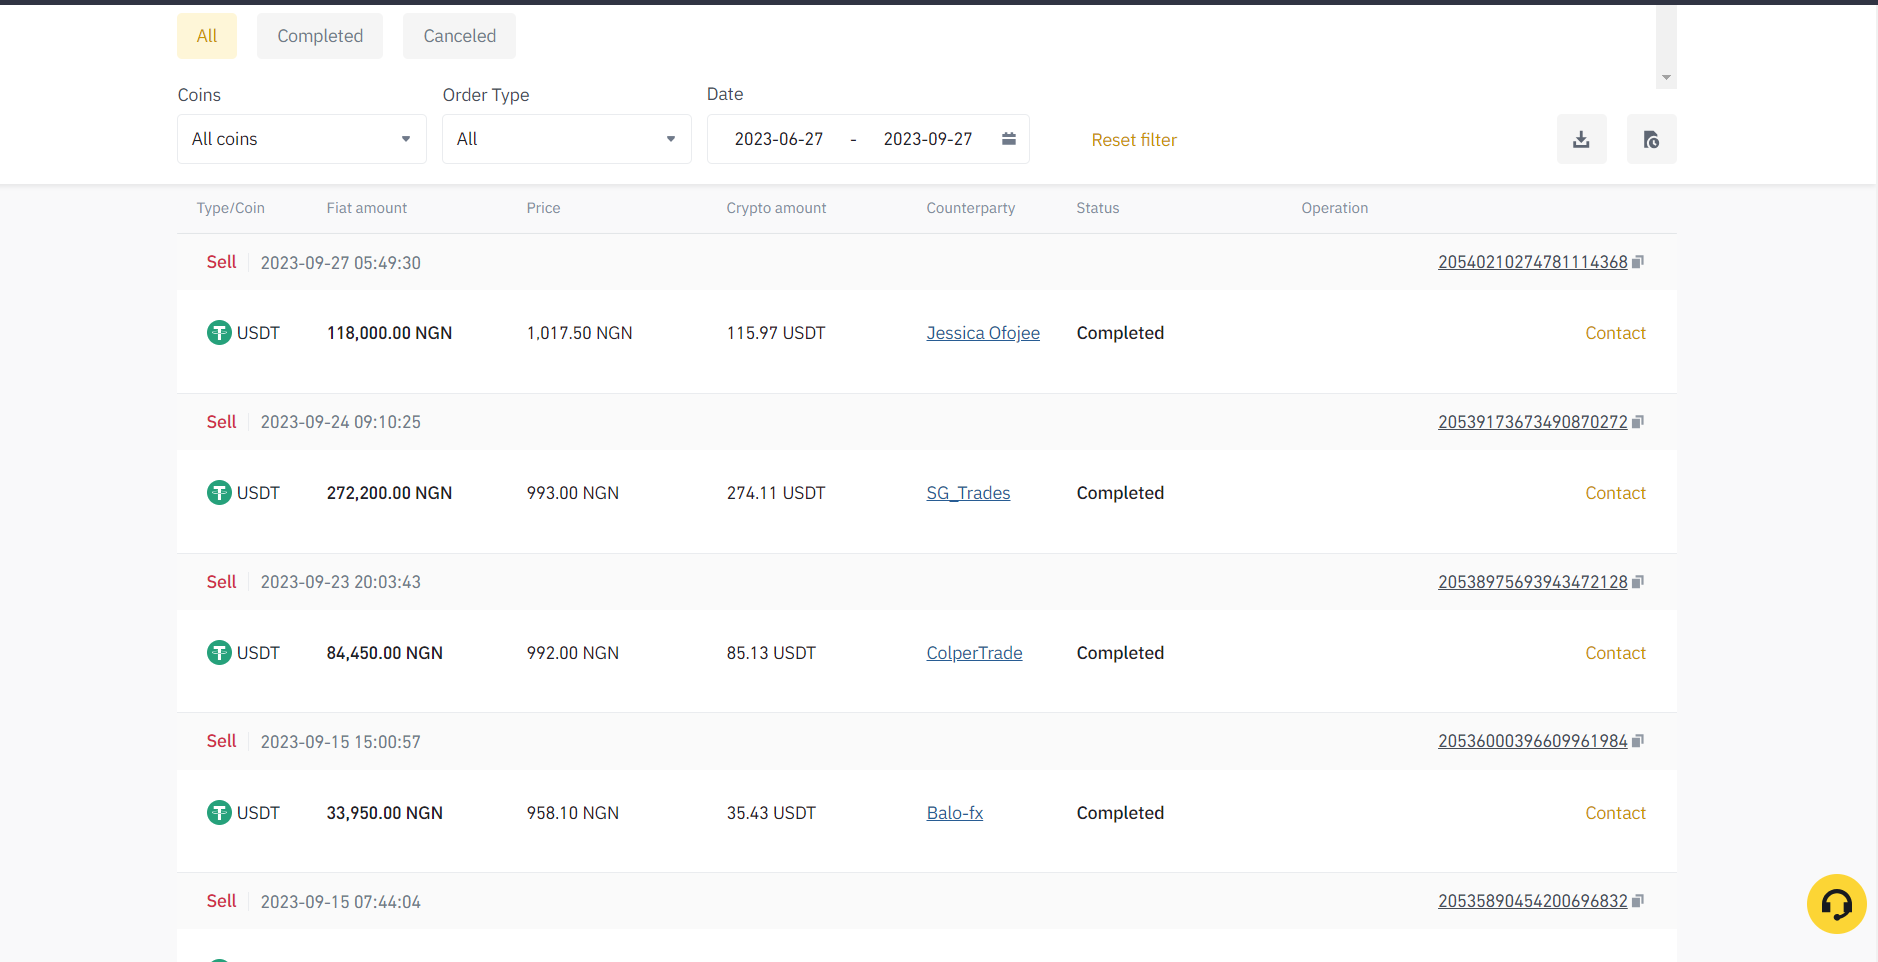 All Completed Canceled
Coins Order Type Date
All coins All 2023-06-27 - 2023-09-27 Reset filter
Type/Coin Fiat amount Price Crypto amount Counterparty Status Operation
Sell 2023-09-27 05:49:30 20540210274781114368
USDT 118,000.00 NGN 1,017.50 NGN 115.97 USDT Jessica Ofojee Completed Contact
Sell 2023-09-24 09:10:25 20539173673490870272
USDT 272,200.00 NGN 993.00 NGN 274.11 USDT SG_Trades Completed Contact
Sell 2023-09-23 20:03:43 20538975693943472128
USDT 84,450.00 NGN 992.00 NGN 85.13 USDT ColperTrade Completed Contact
Sell 2023-09-15 15:00:57 20536000396609961984
USDT 33,950.00 NGN 958.10 NGN 35.43 USDT Balo-fx Completed Contact
Sell 2023-09-15 07:44:04 20535890454200696832